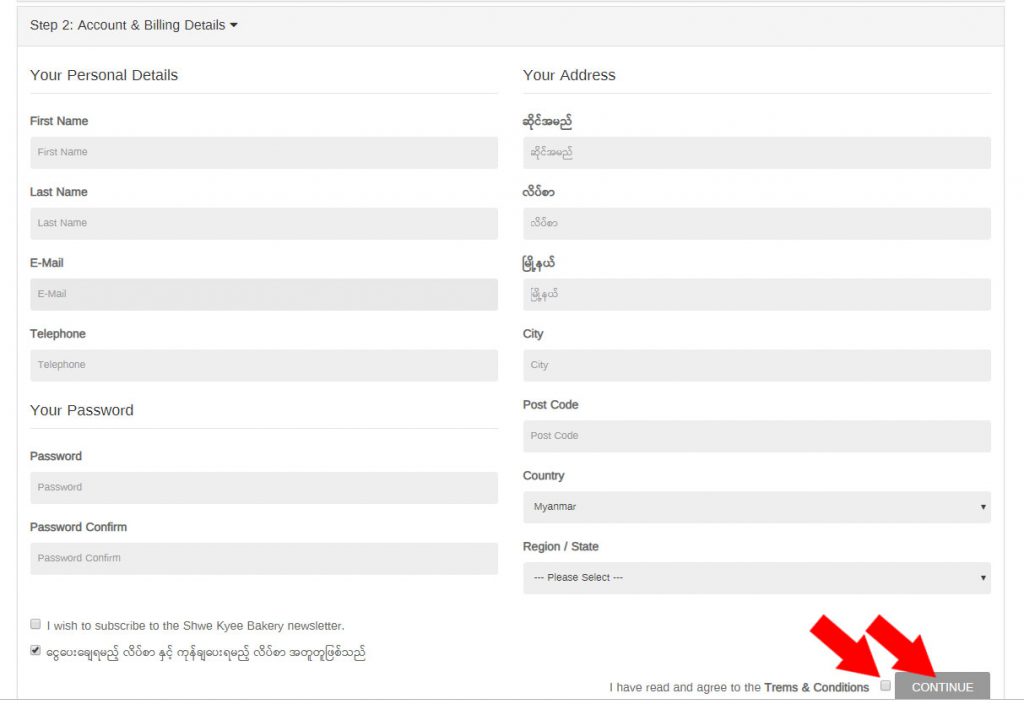 Step 2: Account & Billing Details
Your Personal Details
First Name
First Name
Last Name
Last Name
E-Mail
E-Mail
Telephone
Telephone
Your Password
Password
Password
Password Confirm
Password Confirm
Your Address
ဆိုင်အမည်
ဆိုင်အမည်
လိပ်စာ
လိပ်စာ
မြို့နယ်
မြို့နယ်
City
City
Post Code
Post Code
Country
Myanmar
Region / State
--- Please Select ---
I wish to subscribe to the Shwe Kyee Bakery newsletter.
ငွေပေးချေရမည့် လိပ်စာ နှင့် ကုန်ချပေးရမည့် လိပ်စာ အတူတူဖြစ်သည်
I have read and agree to the Trems & Conditions
CONTINUE